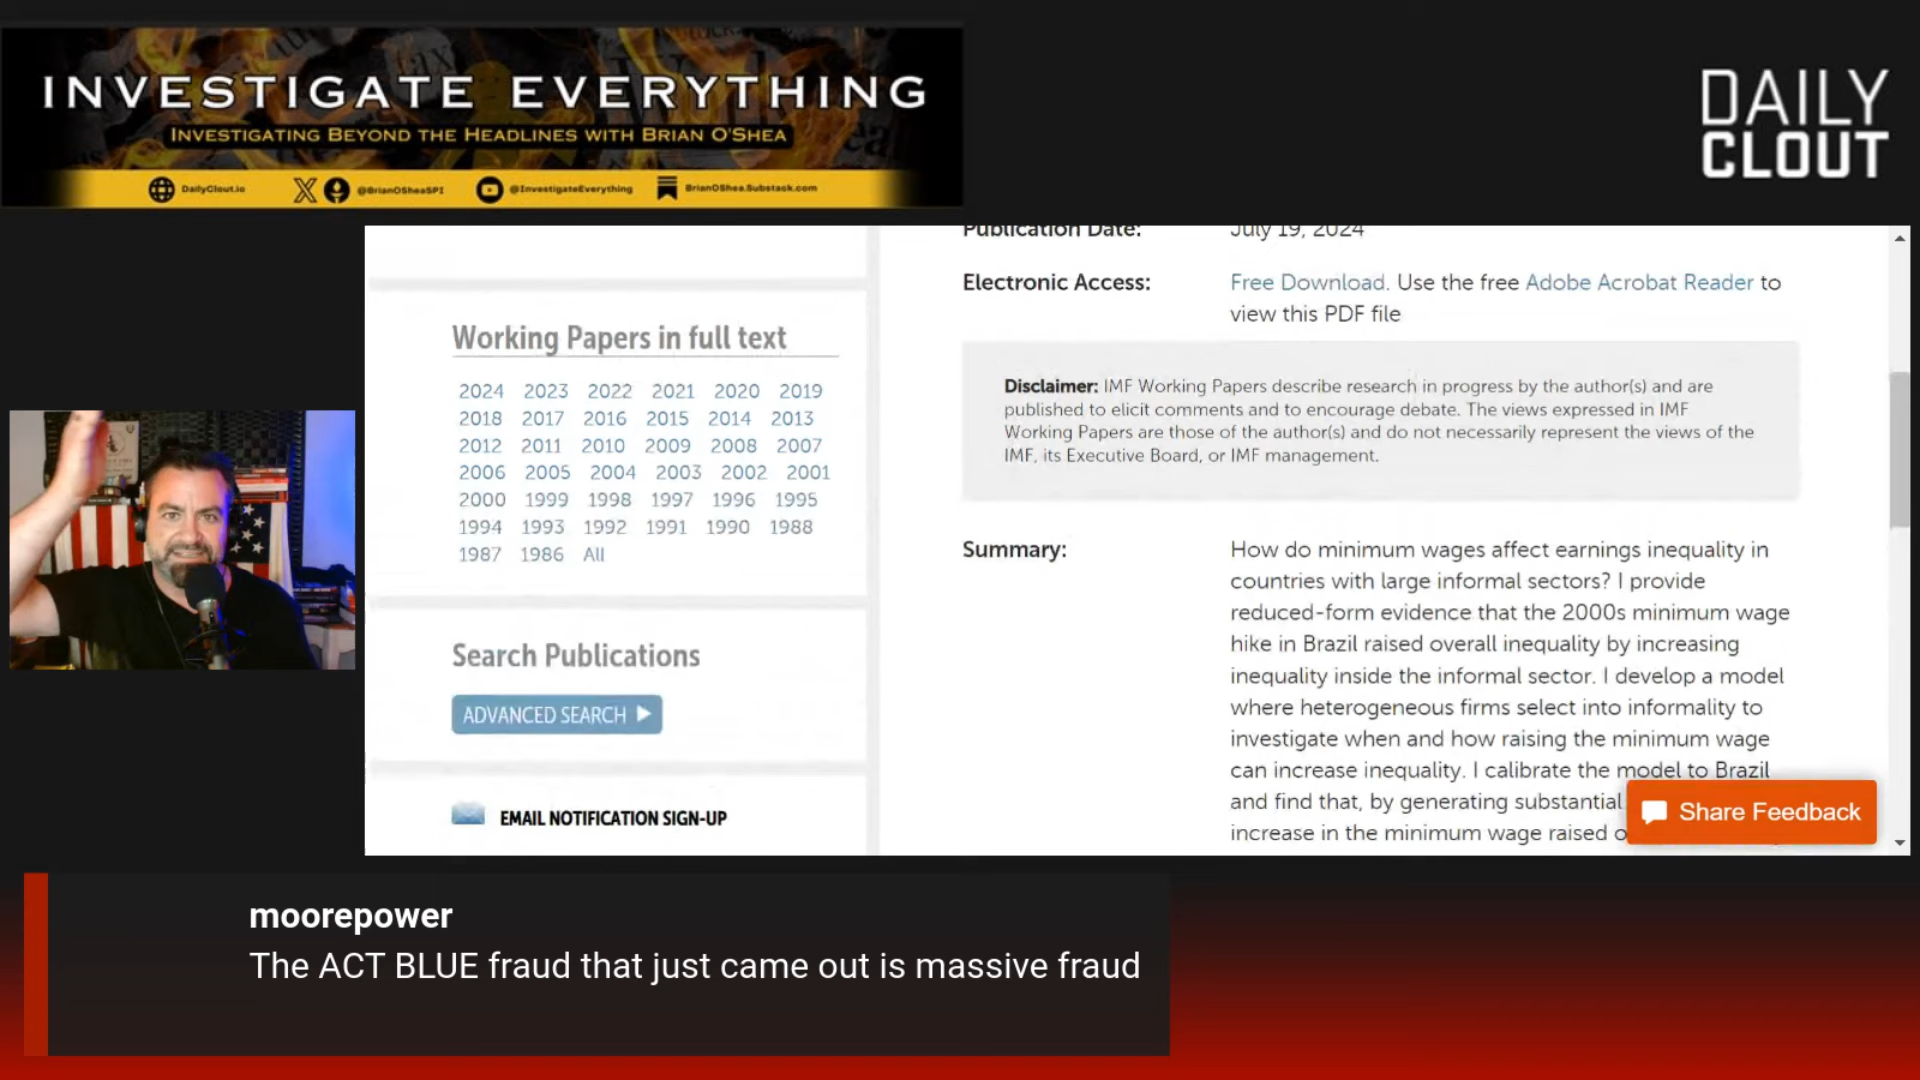 INVESTIGATE EVERYTHING
INVESTIGATING BEYOND THE HEADLINES WITH BRIAN O'SHEA
DailyClout.io @BrianOSheaSPI @InvestigateEverything BrianOShea.Substack.com
DAILY
CLOUT
Working Papers in full text
2024 2023 2022 2021 2020 2019
2018 2017 2016 2015 2014 2013
2012 2011 2010 2009 2008 2007
2006 2005 2004 2003 2002 2001
2000 1999 1998 1997 1996 1995
1994 1993 1992 1991 1990 1988
1987 1986 All
Search Publications
ADVANCED SEARCH
EMAIL NOTIFICATION SIGN-UP
Publication Date: July 19, 2024
Electronic Access: Free Download. Use the free Adobe Acrobat Reader to
view this PDF file
Disclaimer: IMF Working Papers describe research in progress by the author(s) and are
published to elicit comments and to encourage debate. The views expressed in IMF
Working Papers are those of the author(s) and do not necessarily represent the views of the
IMF, its Executive Board, or IMF management.
Summary: How do minimum wages affect earnings inequality in
countries with large informal sectors? I provide
reduced-form evidence that the 2000s minimum wage
hike in Brazil raised overall inequality by increasing
inequality inside the informal sector. I develop a model
where heterogeneous firms select into informality to
investigate when and how raising the minimum wage
can increase inequality. I calibrate the model to Brazil
and find that, by generating substantial
increase in the minimum wage raised
Share Feedback
moorepower
The ACT BLUE fraud that just came out is massive fraud